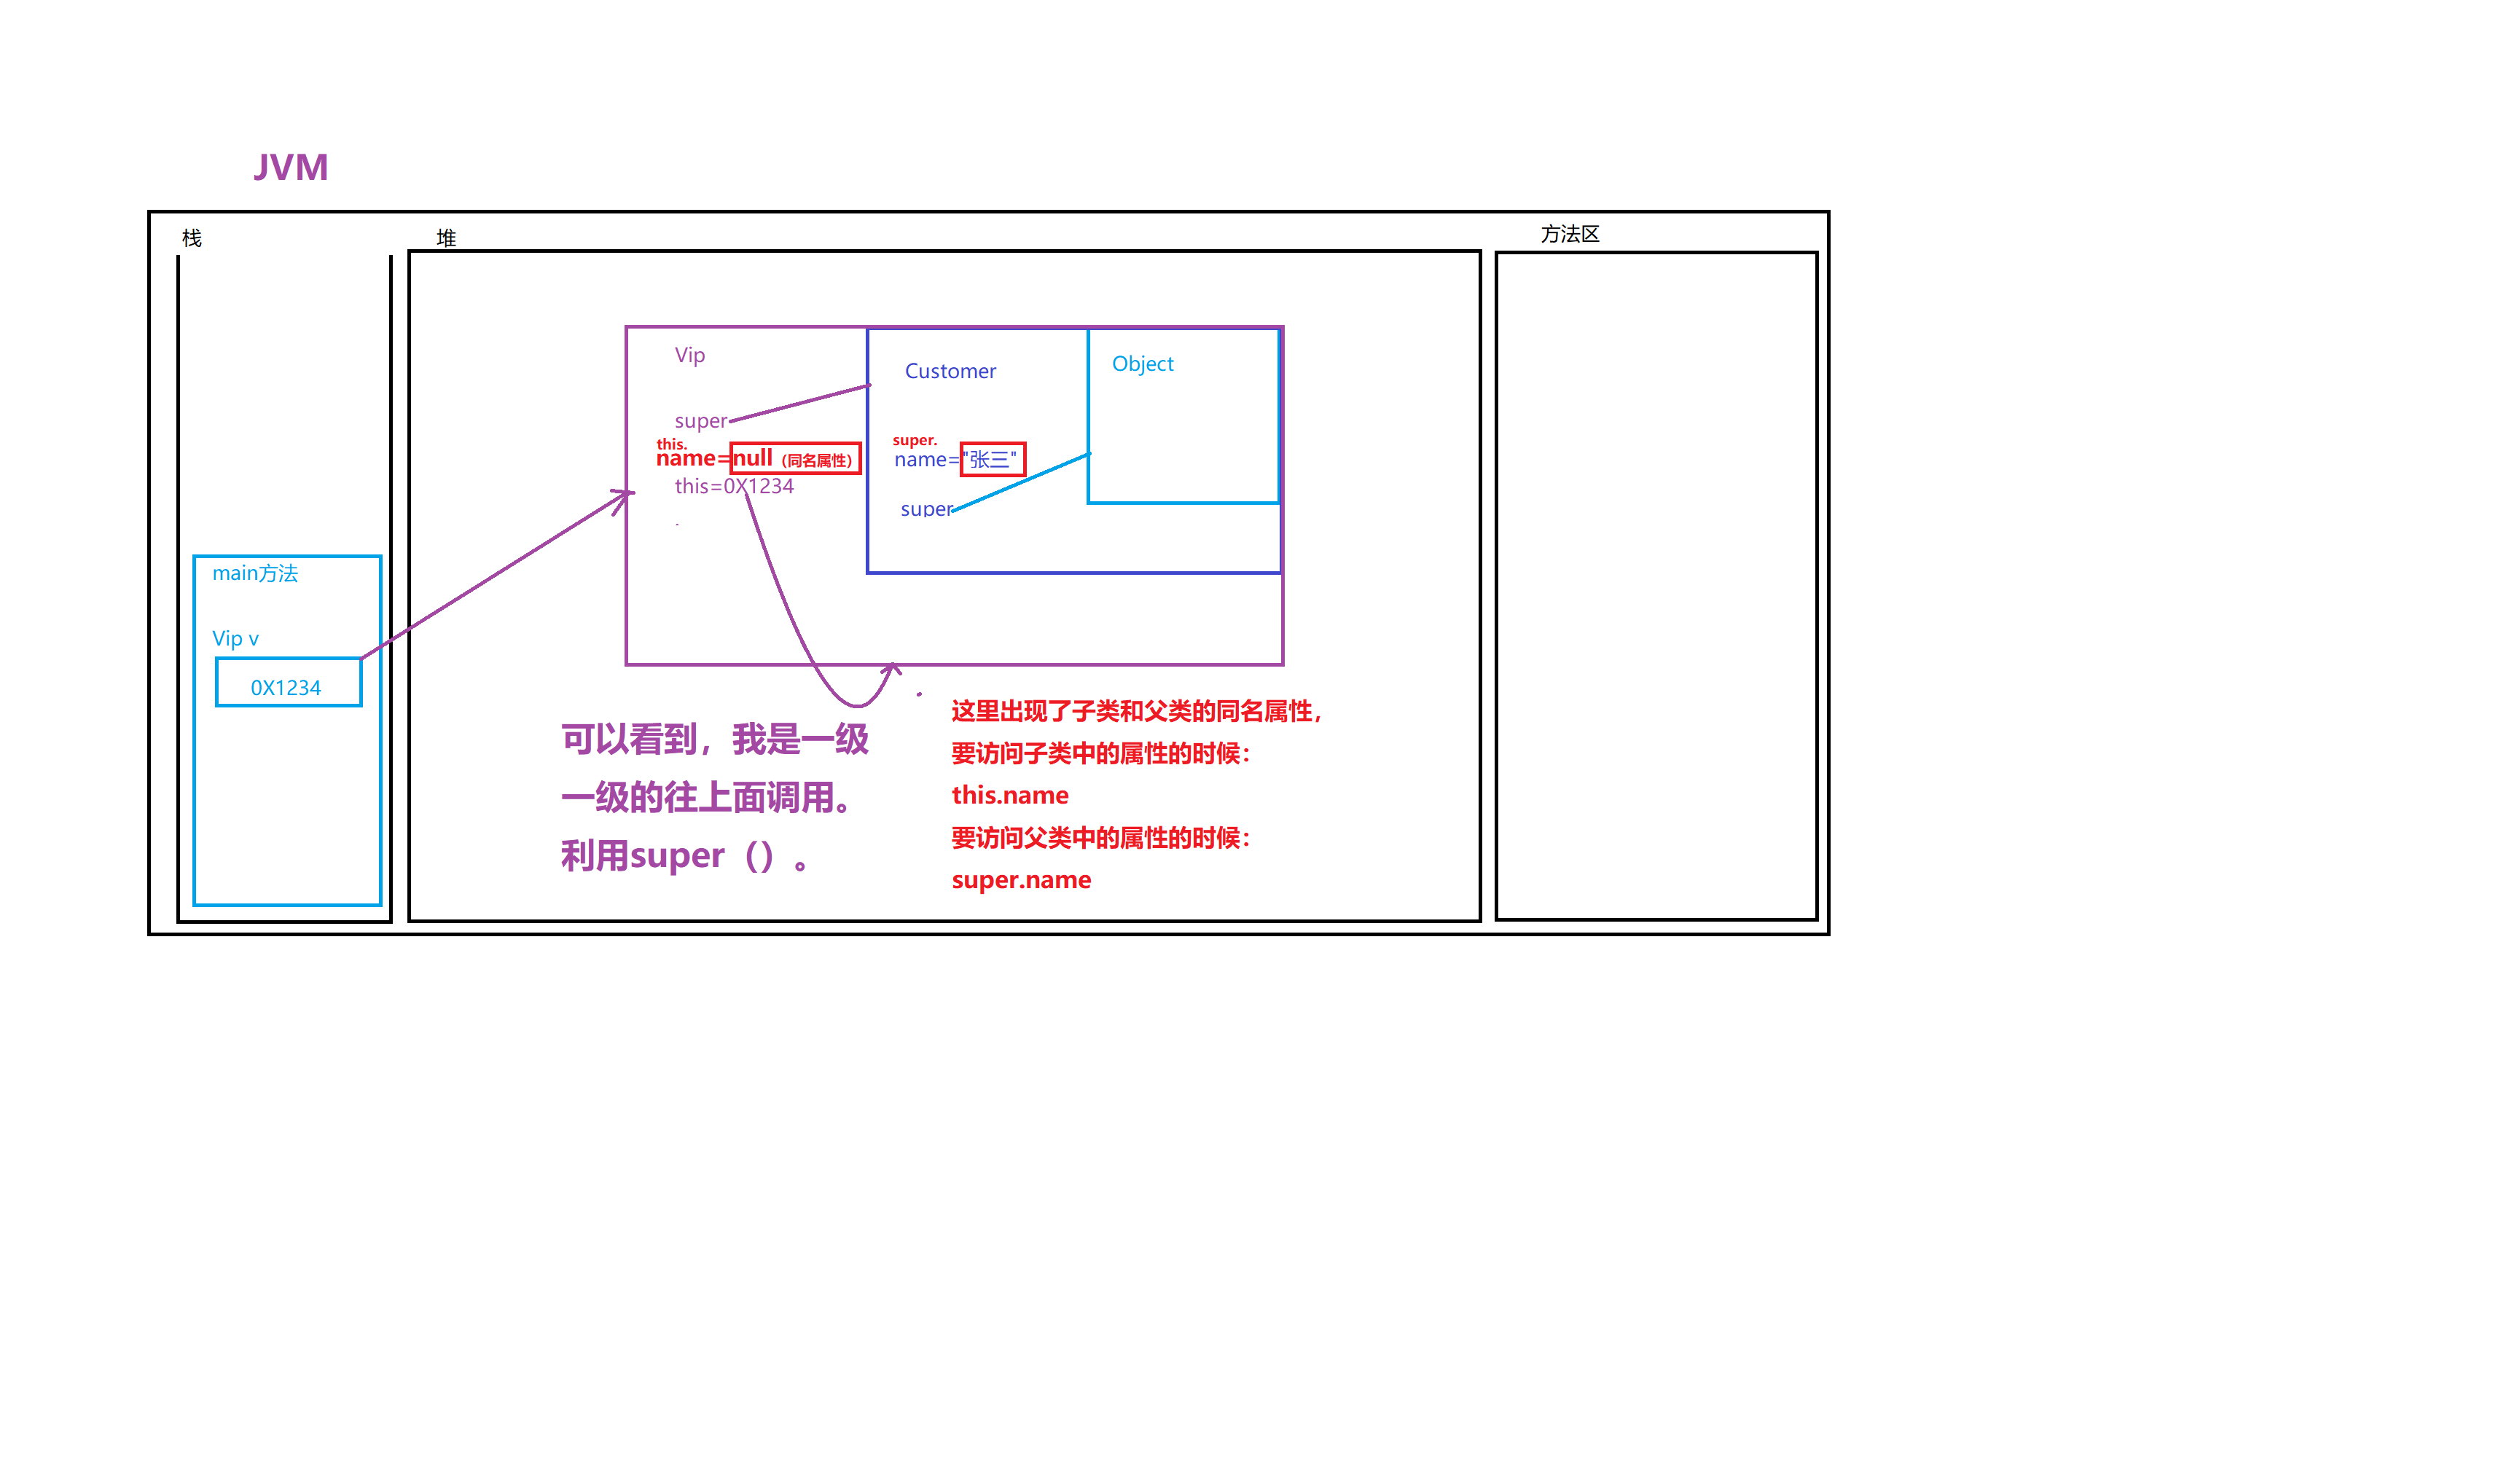 JVM
栈
堆
方法区
Vip
Customer
Object
super
this.
name=null（同名属性）
this=0X1234
super.
name="张三"
super
main方法
Vip v
0X1234
可以看到，我是一级
一级的往上面调用。
利用super（）。
这里出现了子类和父类的同名属性，
要访问子类中的属性的时候：
this.name
要访问父类中的属性的时候：
super.name